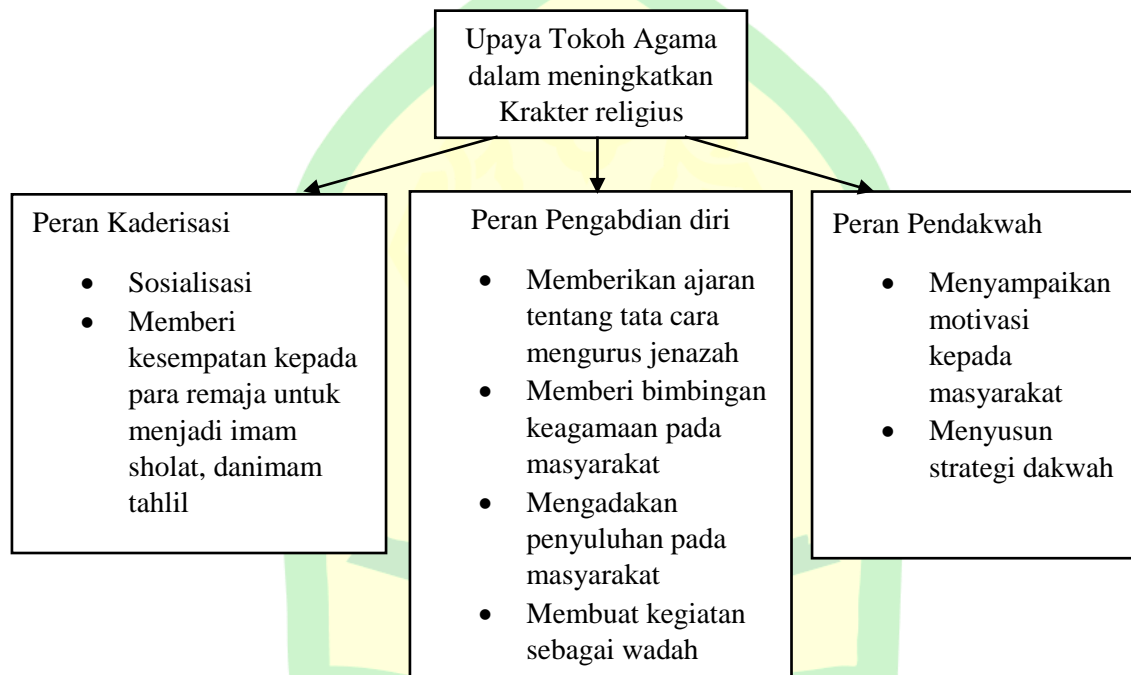 Upaya Tokoh Agama
dalam meningkatkan
Krakter religius
Peran Kaderisasi
• Sosialisasi
• Memberi
kesempatan kepada
para remaja untuk
menjadi imam
sholat, danimam
tahlil
Peran Pengabdian diri
• Memberikan ajaran
tentang tata cara
mengurus jenazah
• Memberi bimbingan
keagamaan pada
masyarakat
• Mengadakan
penyuluhan pada
masyarakat
• Membuat kegiatan
sebagai wadah
Peran Pendakwah
• Menyampaikan
motivasi
kepada
masyarakat
• Menyusun
strategi dakwah